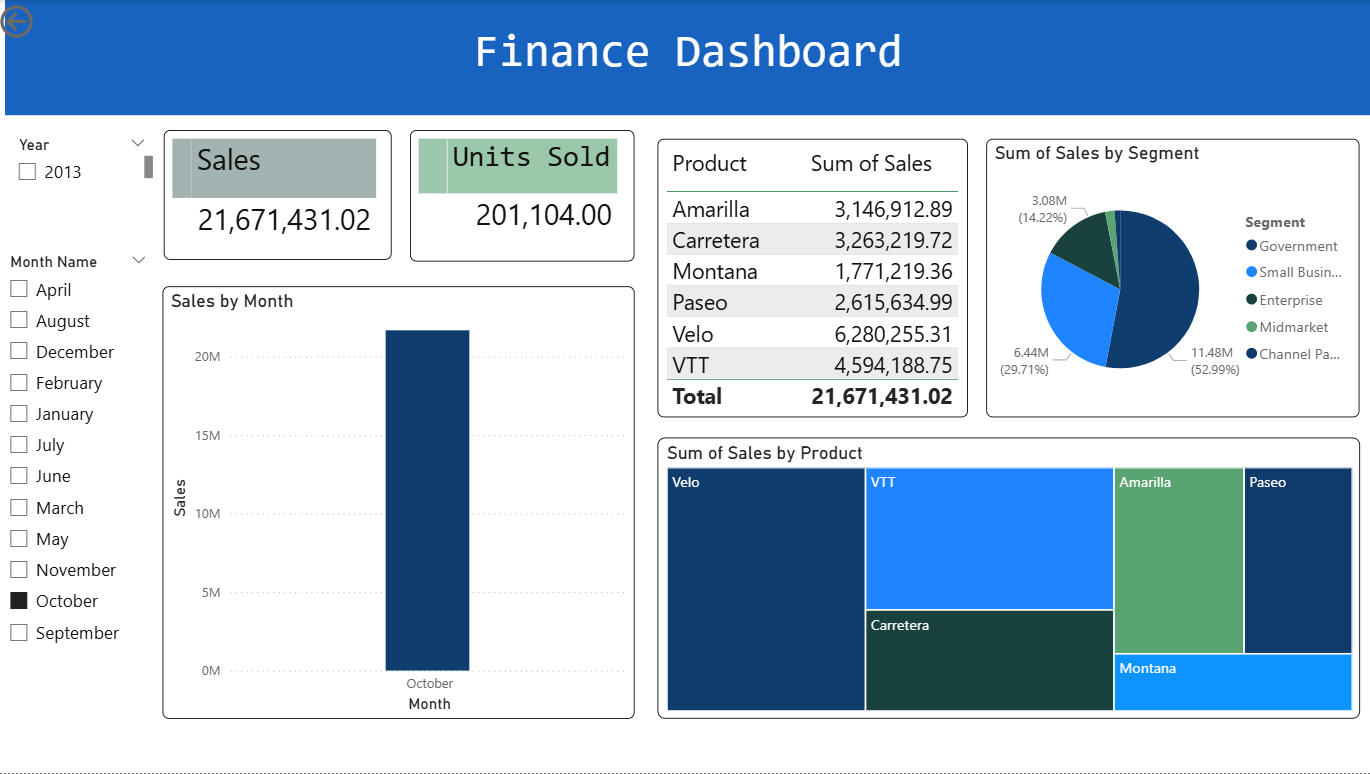 Finance Dashboard
Year
2013
Month Name
April
August
December
February
January
July
June
March
May
November
October
September
Sales
21,671,431.02
Units Sold
201,104.00
Sales by Month
Sales
20M
15M
10M
5M
0M
October
Month
Product Sum of Sales
Amarilla 3,146,912.89
Carretera 3,263,219.72
Montana 1,771,219.36
Paseo 2,615,634.99
Velo 6,280,255.31
VTT 4,594,188.75
Total 21,671,431.02
Sum of Sales by Segment
3.08M
(14.22%)
6.44M
(29.71%)
11.48M
(52.99%)
Segment
Government
Small Busin...
Enterprise
Midmarket
Channel Pa...
Sum of Sales by Product
Velo
VTT
Carretera
Amarilla
Paseo
Montana